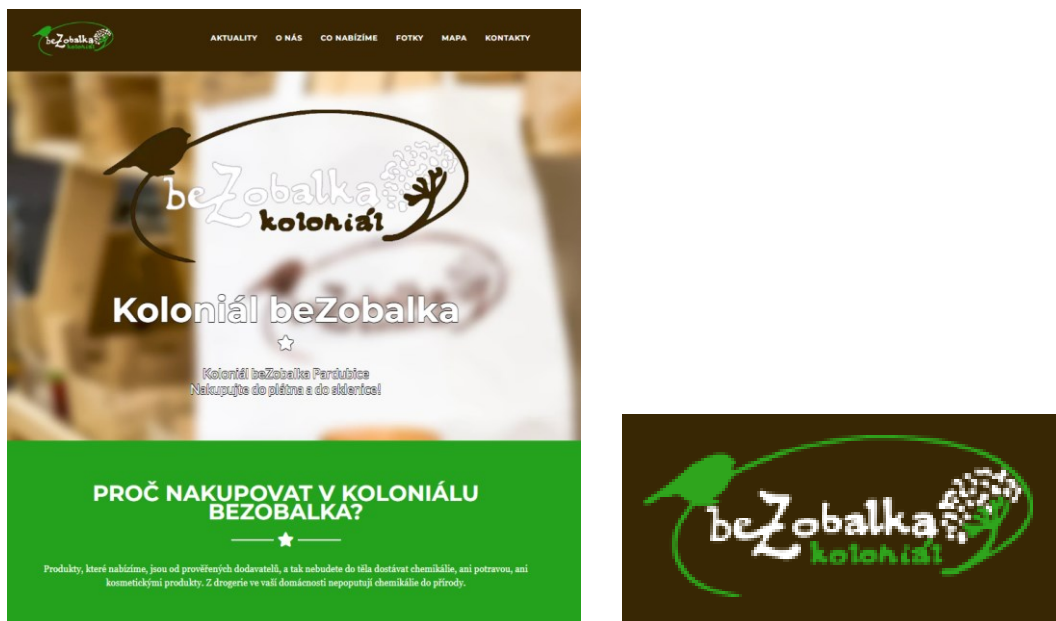 beZobalka
koloniál
AKTUALITY O NÁS CO NABÍZÍME FOTKY MAPA KONTAKTY
beZobalka
koloniál
Koloniál beZobalka
Koloniál beZobalka Pardubice
Nakupujte do plátna a do sklenice!
PROČ NAKUPOVAT V KOLONIÁLU
BEZOBALKA?
Produkty, které nabízíme, jsou od prověřených dodavatelů, a tak nebudete do těla dostávat chemikálie, ani potravou, ani
kosmetickými produkty. Z drogerie ve vaší domácnosti nepoputují chemikálie do přírody.
beZobalka
koloniál